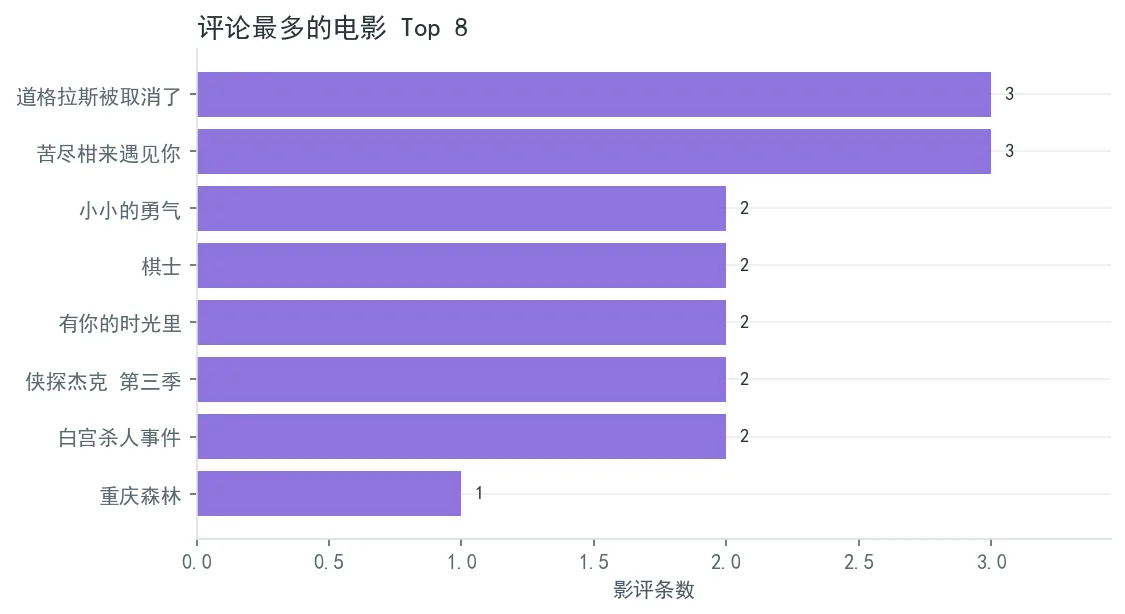 评论最多的电影 Top 8
道格拉斯被取消了 3
苦尽柑来遇见你 3
小小的勇气 2
棋士 2
有你的时光里 2
侠探杰克 第三季 2
白宫杀人事件 2
重庆森林 1
0.0 0.5 1.0 1.5 2.0 2.5 3.0
影评条数